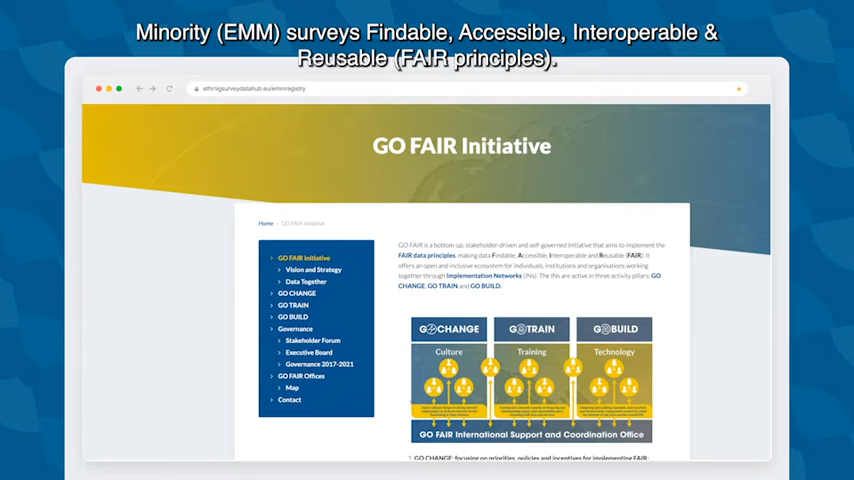 Minority (EMM) surveys Findable, Accessible, Interoperable &
Reusable (FAIR principles).
ethmigsurveydatahub.eu/emmregistry
GO FAIR Initiative
Home › GO FAIR Initiative
GO FAIR Initiative
Vision and Strategy
Data Together
GO CHANGE
GO TRAIN
GO BUILD
Governance
Stakeholder Forum
Executive Board
Governance 2017-2021
GO FAIR Offices
Map
Contact
GO FAIR is a bottom-up, stakeholder-driven and self-governed initiative that aims to implement the
FAIR data principles, making data Findable, Accessible, Interoperable and Reusable (FAIR). It
offers an open and inclusive ecosystem for individuals, institutions and organisations working
together through Implementation Networks (INs). The INs are active in three activity pillars: GO
CHANGE, GO TRAIN and GO BUILD.
GO CHANGE GO TRAIN GO BUILD
Culture Training Technology
GO FAIR International Support and Coordination Office
1. GO CHANGE: focusing on priorities, policies and incentives for implementing FAIR;